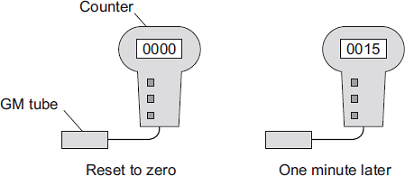 Counter
0000
0015
GM tube
Reset to zero
One minute later